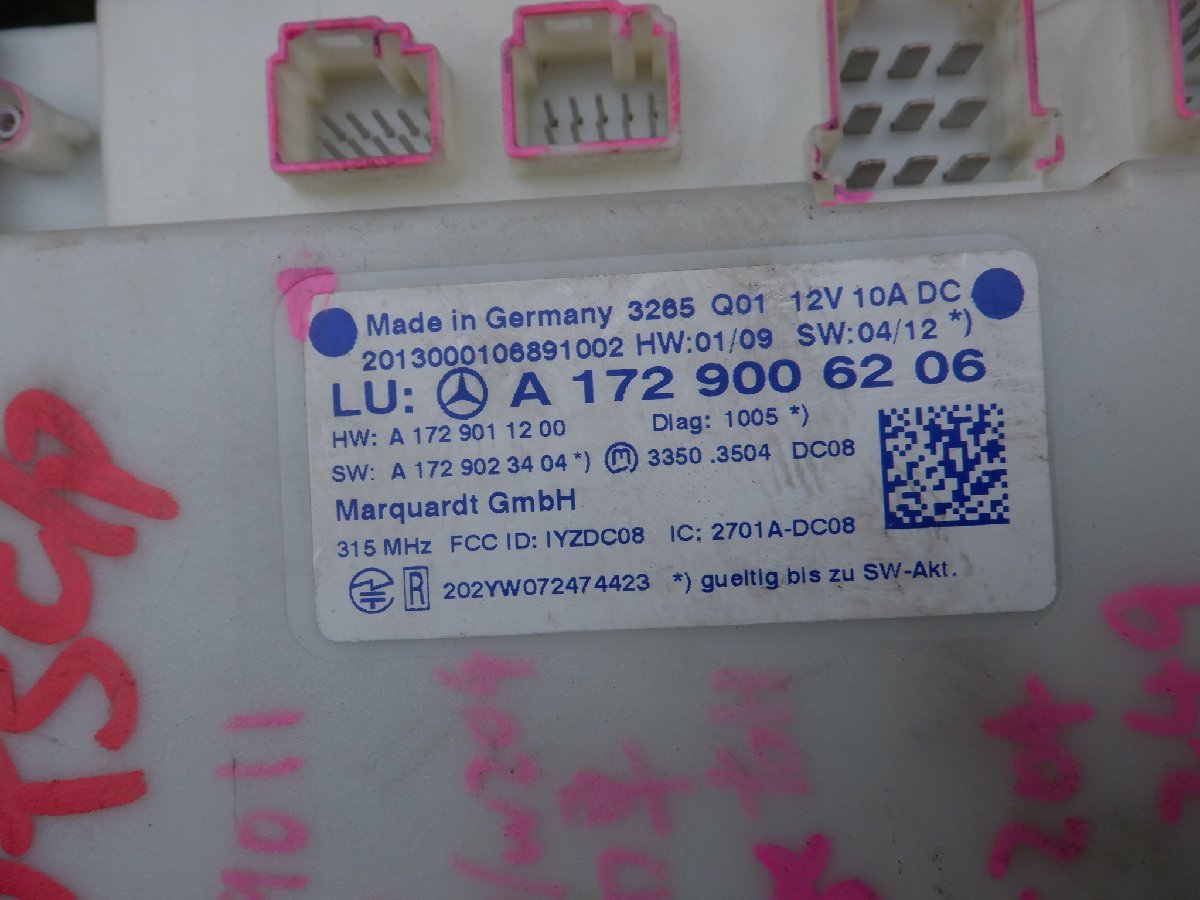 Made in Germany 3265 Q01 12V 10A DC
2013000106891002 HW:01/09 SW:04/12 *)
LU: A 172 900 62 06
HW: A 172 901 12 00 Diag: 1005 *)
SW: A 172 902 34 04 *) m 3350 .3504 DC08
Marquardt GmbH
315 MHz FCC ID: IYZDC08 IC: 2701A-DC08
R 202YW072474423 *) gueltig bis zu SW-Akt.